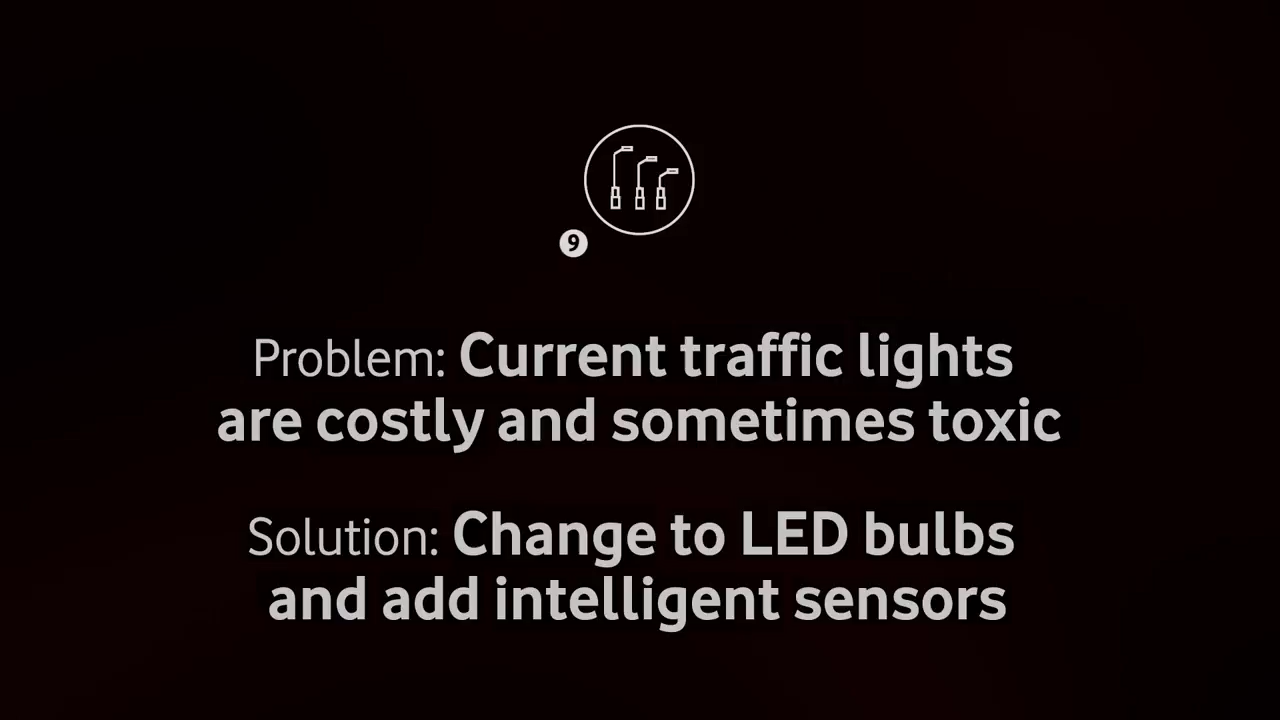 9
Problem: Current traffic lights
are costly and sometimes toxic
Solution: Change to LED bulbs
and add intelligent sensors